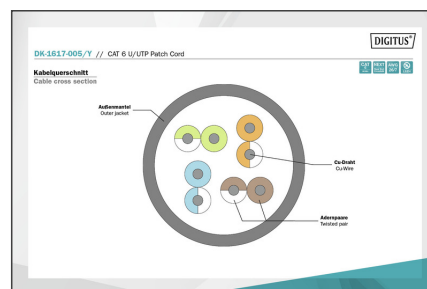 DIGITUS®
DK-1617-005/Y // CAT 6 U/UTP Patch Cord
Kabelquerschnitt
Cable cross section
Außenmantel
Outer jacket
Cu-Draht
Cu-Wire
Adernpaare
Twisted pair